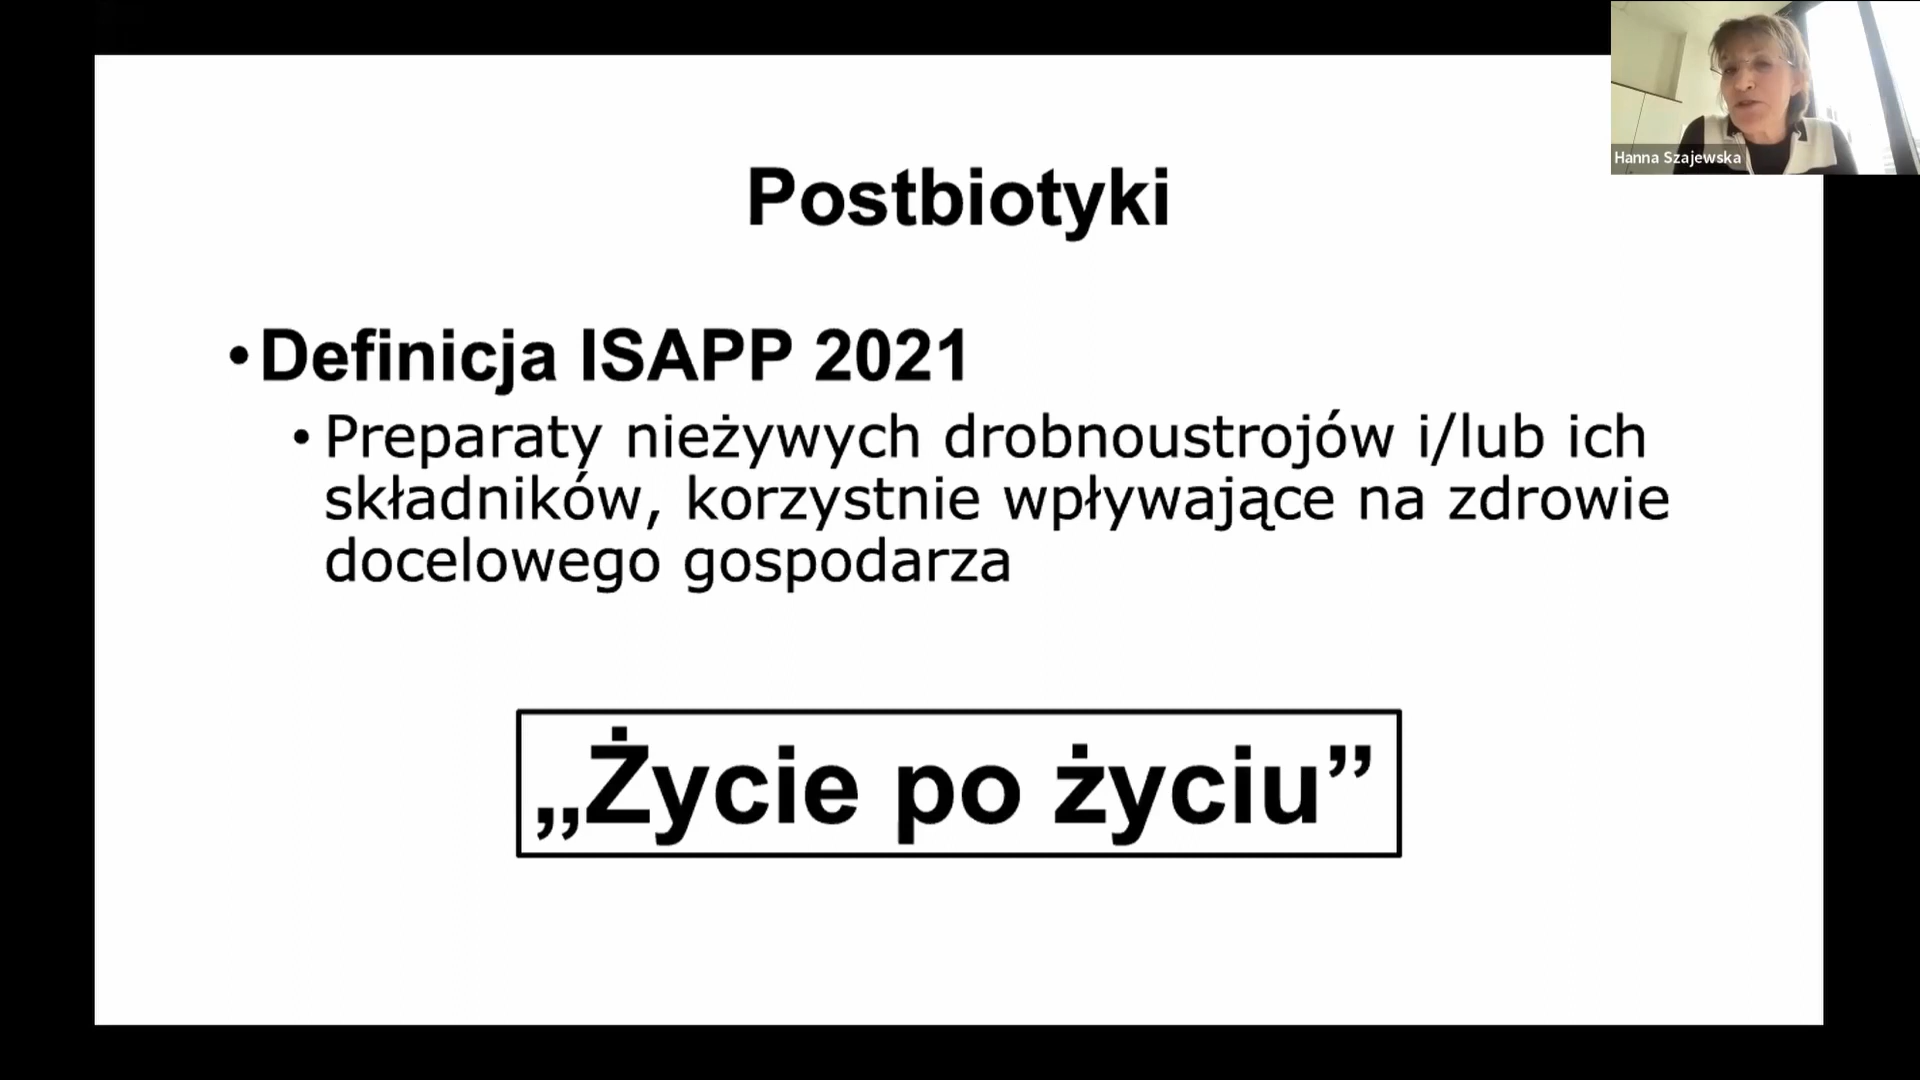 Hanna Szajewska
Postbiotyki
•Definicja ISAPP 2021
• Preparaty nieżywych drobnoustrojów i/lub ich
składników, korzystnie wpływające na zdrowie
docelowego gospodarza
„Życie po życiu”